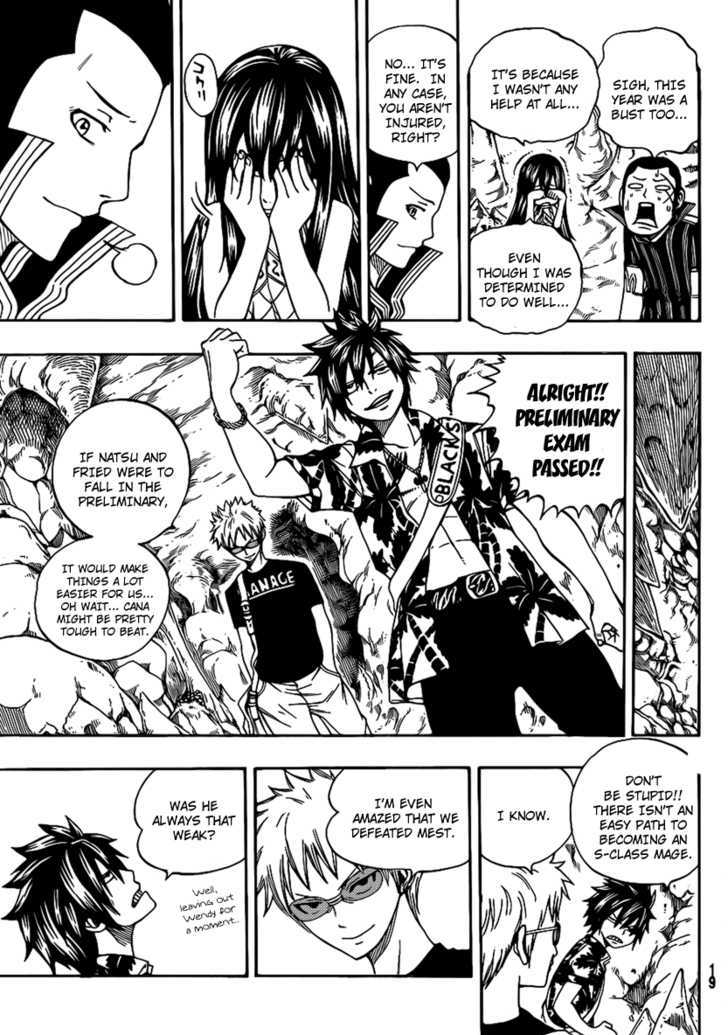 SIGH, THIS
YEAR WAS A
BUST TOO...
IT'S BECAUSE
I WASN'T ANY
HELP AT ALL...
EVEN
THOUGH I WAS
DETERMINED
TO DO WELL...
NO... IT'S
FINE. IN
ANY CASE,
YOU AREN'T
INJURED,
RIGHT?
ALRIGHT!!
PRELIMINARY
EXAM
PASSED!!
BLACK/S
ANAGE
IF NATSU AND
FRIED WERE TO
FALL IN THE
PRELIMINARY,
IT WOULD MAKE
THINGS A LOT
EASIER FOR US...
OH WAIT... CANA
MIGHT BE PRETTY
TOUGH TO BEAT.
DON'T
BE STUPID!!
THERE ISN'T AN
EASY PATH TO
BECOMING AN
S-CLASS MAGE.
I KNOW.
I'M EVEN
AMAZED THAT WE
DEFEATED MEST.
WAS HE
ALWAYS THAT
WEAK?
Well,
leaving out
Wendy for
a moment..
19